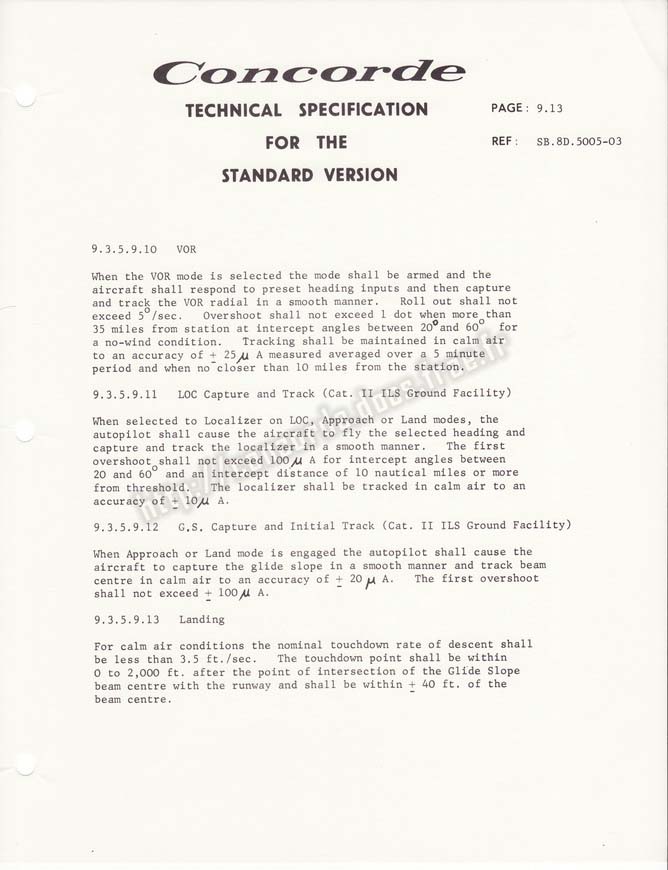 Concorde
TECHNICAL SPECIFICATION
FOR THE
STANDARD VERSION
PAGE: 9.13
REF: SB.8D.5005-03
9.3.5.9.10 VOR
When the VOR mode is selected the mode shall be armed and the
aircraft shall respond to preset heading inputs and then capture
and track the VOR radial in a smooth manner. Roll out shall not
exceed 5°/sec. Overshoot shall not exceed 1 dot when more than
35 miles from station at intercept angles between 20° and 60° for
a no-wind condition. Tracking shall be maintained in calm air
to an accuracy of ± 25 µ A measured averaged over a 5 minute
period and when no closer than 10 miles from the station.
9.3.5.9.11 LOC Capture and Track (Cat. II ILS Ground Facility)
When selected to Localizer on LOC, Approach or Land modes, the
autopilot shall cause the aircraft to fly the selected heading and
capture and track the Localizer in a smooth manner. The first
overshoot shall not exceed 100 µ A for intercept angles between
20 and 60° and an intercept distance of 10 nautical miles or more
from threshold. The localizer shall be tracked in calm air to an
accuracy of ± 10 µ A.
9.3.5.9.12 G.S. Capture and Initial Track (Cat. II ILS Ground Facility)
When Approach or Land mode is engaged the autopilot shall cause the
aircraft to capture the glide slope in a smooth manner and track beam
centre in calm air to an accuracy of ± 20 µ A. The first overshoot
shall not exceed ± 100 µ A.
9.3.5.9.13 Landing
For calm air conditions the nominal touchdown rate of descent shall
be less than 3.5 ft./sec. The touchdown point shall be within
0 to 2,000 ft. after the point of intersection of the Glide Slope
beam centre with the runway and shall be within ± 40 ft. of the
beam centre.